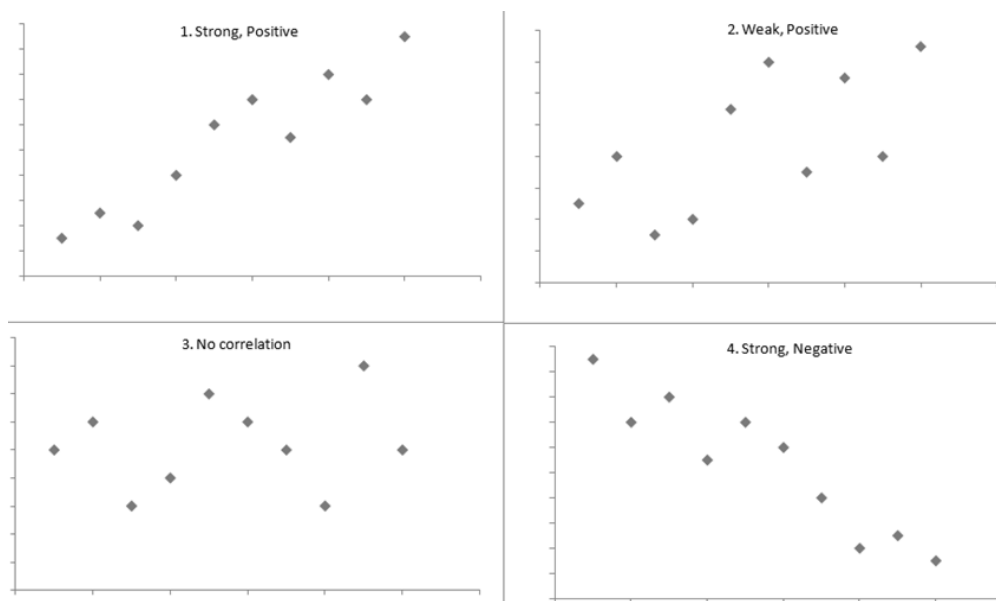 1. Strong, Positive
2. Weak, Positive
3. No correlation
4. Strong, Negative